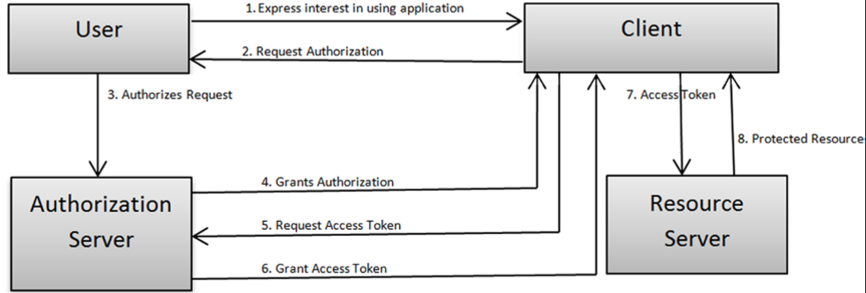 1. Express interest in using application
User
Client
2. Request Authorization
3. Authorizes Request
7. Access Token
8. Protected Resource
4. Grants Authorization
Authorization
Server
5. Request Access Token
Resource
Server
6. Grant Access Token